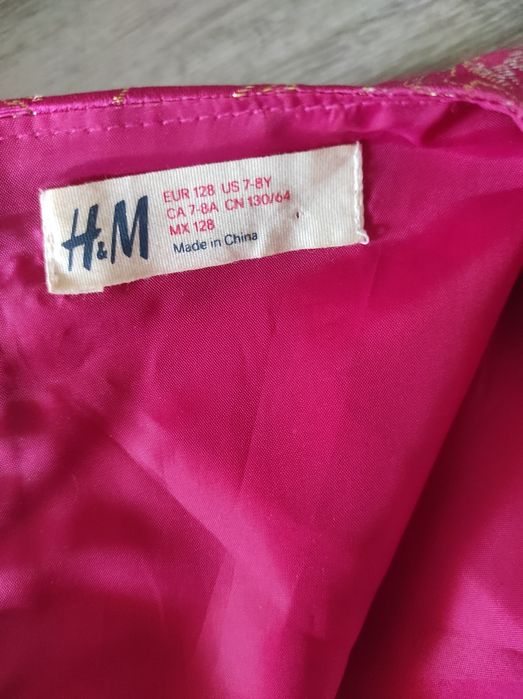 H&M
EUR 128 US 7-8Y
CA 7-8A CN 130/64
MX 128
Made in China